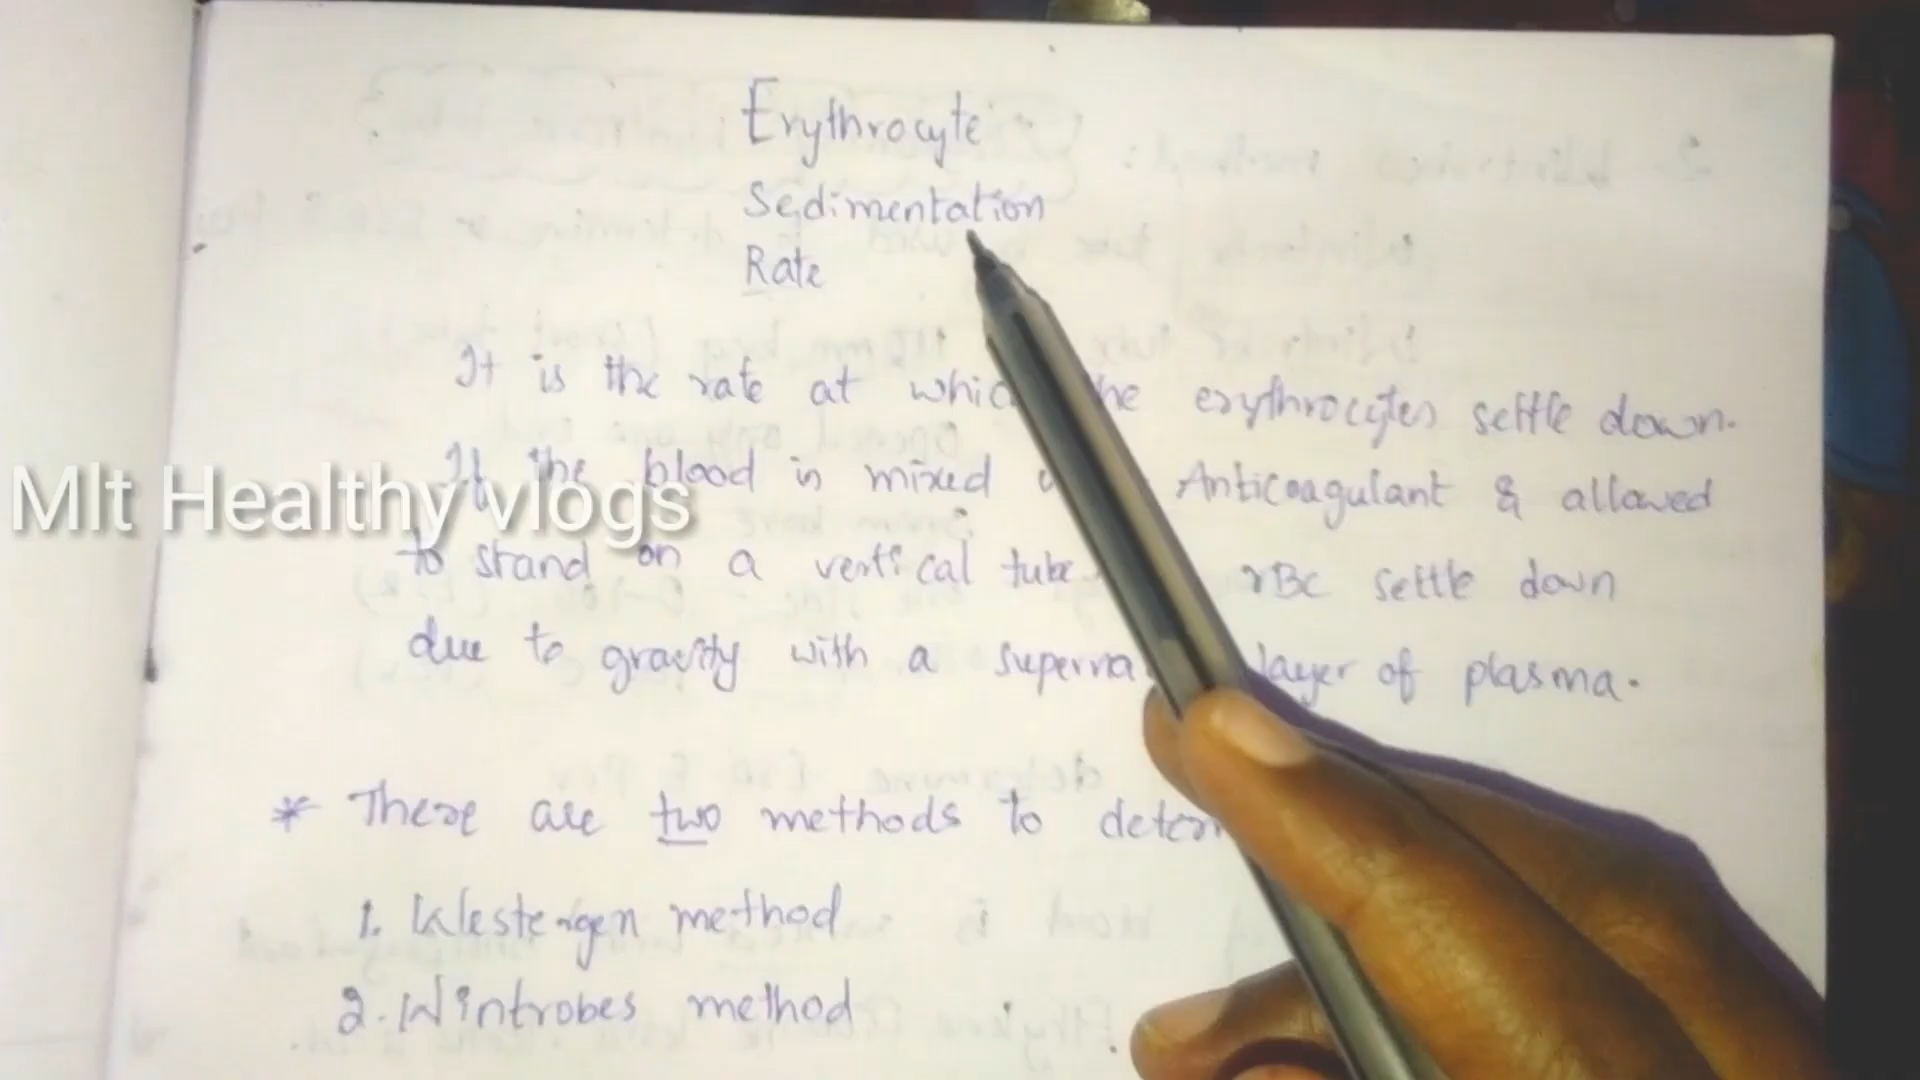 Erythrocyte
Sedimentation
Rate
It is the rate at which the erythrocytes settle down.
If the blood is mixed Anticoagulant & allowed
to stand on a vertical tube rBc settle down
due to gravity with a superna layer of plasma.
* There are two methods to deter
1. Westergen method
2. Wintrobes method
Mlt Healthy vlogs